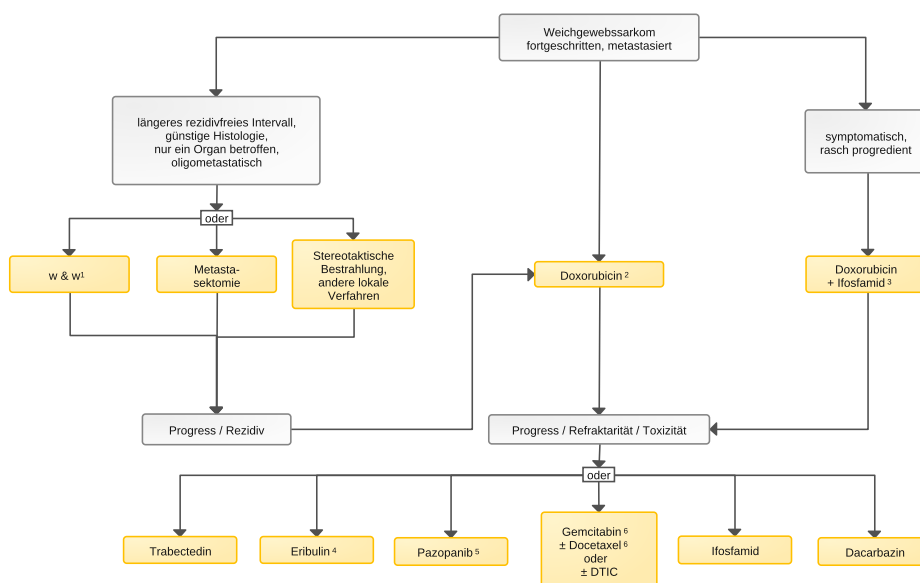 Weichgewebssarkom
fortgeschritten, metastasiert
längeres rezidivfreies Intervall,
günstige Histologie,
nur ein Organ betroffen,
oligometastatisch
symptomatisch,
rasch progredient
oder
w & w¹
Metasta-
sektomie
Stereotaktische
Bestrahlung,
andere lokale
Verfahren
Doxorubicin ²
Doxorubicin
+ Ifosfamid ³
Progress / Rezidiv
Progress / Refraktarität / Toxizität
oder
Trabectedin
Eribulin ⁴
Pazopanib ⁵
Gemcitabin ⁶
± Docetaxel ⁶
oder
± DTIC
Ifosfamid
Dacarbazin